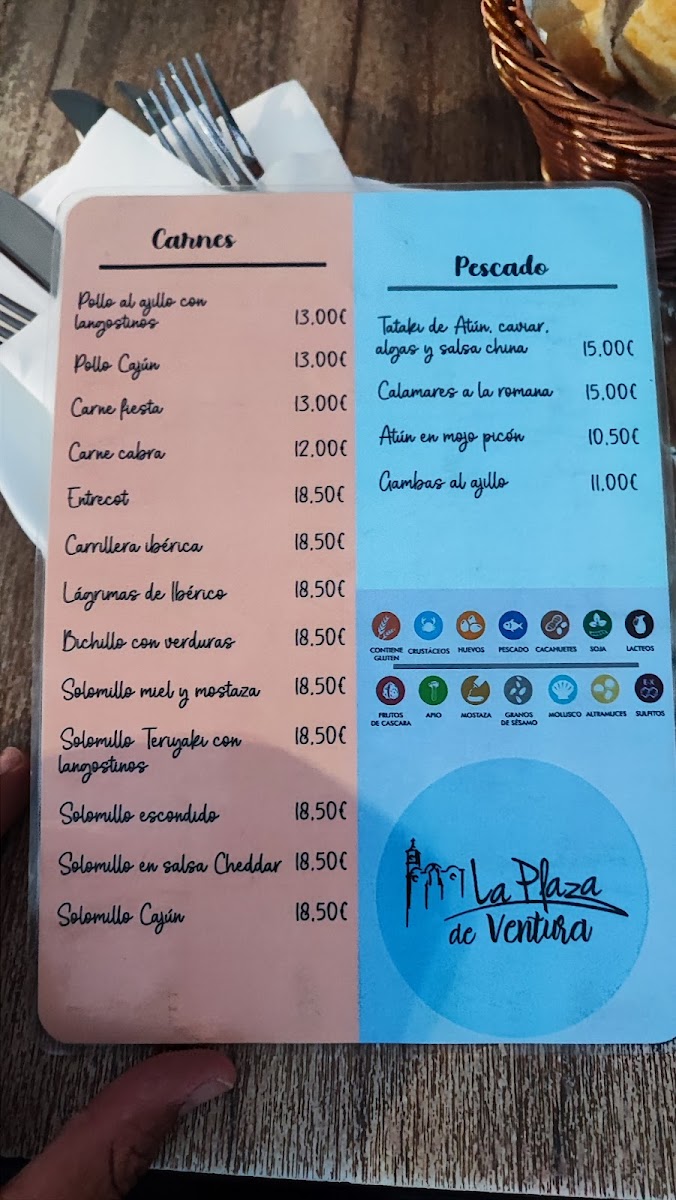 Carnes
Pollo al ajillo con
langostinos 13,00€
Pollo Cajún 13,00€
Carne fiesta 13,00€
Carne cabra 12,00€
Entrecot 18,50€
Carrillera ibérica 18,50€
Lágrimas de Ibérico 18,50€
Bichillo con verduras 18,50€
Solomillo miel y mostaza 18,50€
Solomillo Teriyaki con 18,50€
langostinos
Solomillo escondido 18,50€
Solomillo en salsa Cheddar 18,50€
Solomillo Cajún 18,50€
Pescado
Tataki de Atún, caviar,
algas y salsa china 15,00€
Calamares a la romana 15,00€
Atún en mojo picón 10,50€
Gambas al ajillo 11,00€
CONTIENE GLUTEN CRUSTÁCEOS HUEVOS PESCADO CACAHUETES SOJA LACTEOS
FRUTOS DE CASCARA APIO MOSTAZA GRANOS DE SÉSAMO MOLUSCO ALTRAMUCES SULFITOS
La Plaza
de Ventura